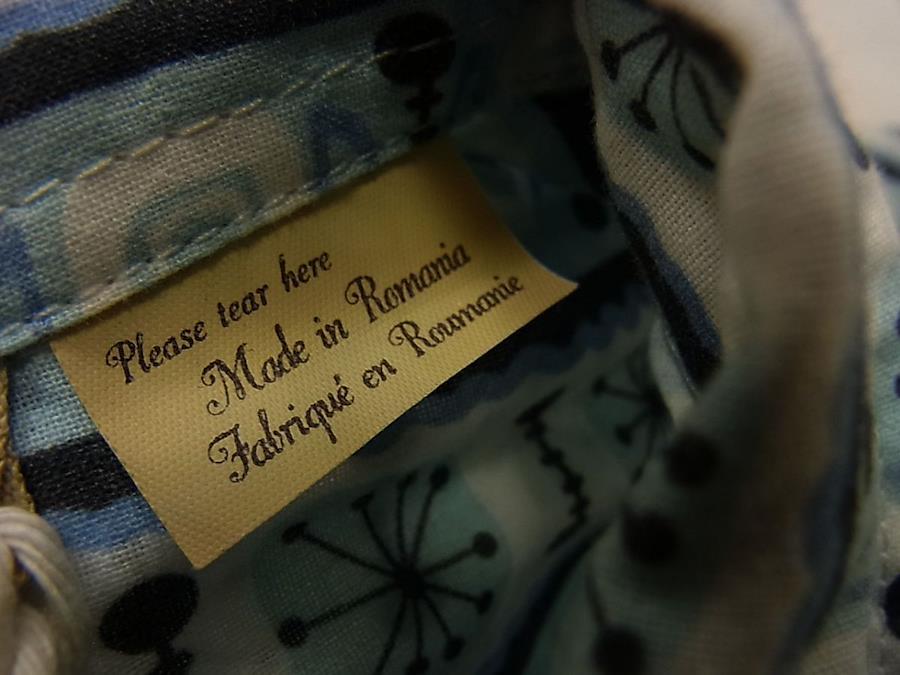 Please tear here
Made in Romania
Fabriqué en Roumanie